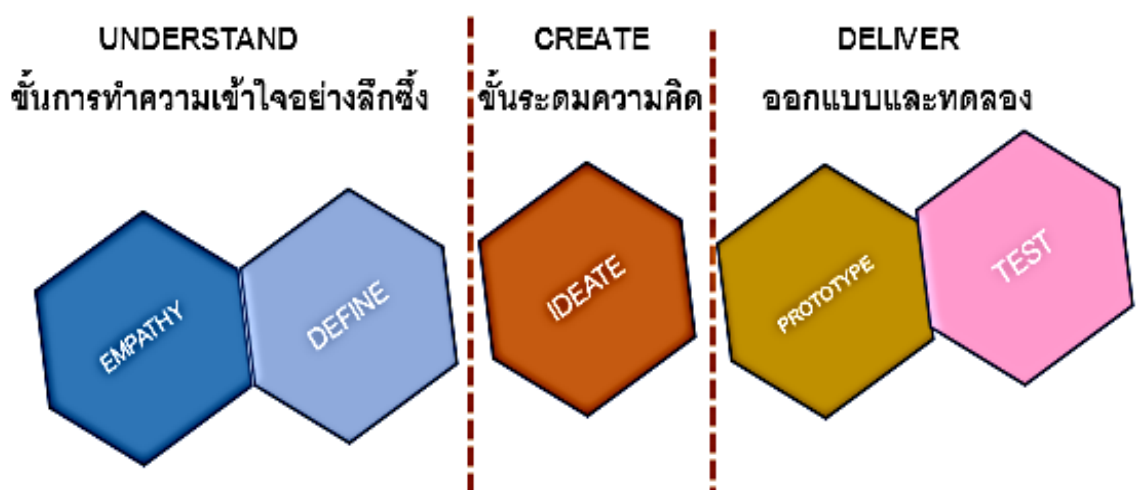 UNDERSTAND
ขั้นการทำความเข้าใจอย่างลึกซึ้ง
CREATE
ขั้นระดมความคิด
DELIVER
ออกแบบและทดลอง
EMPATHY
DEFINE
IDEATE
PROTOTYPE
TEST